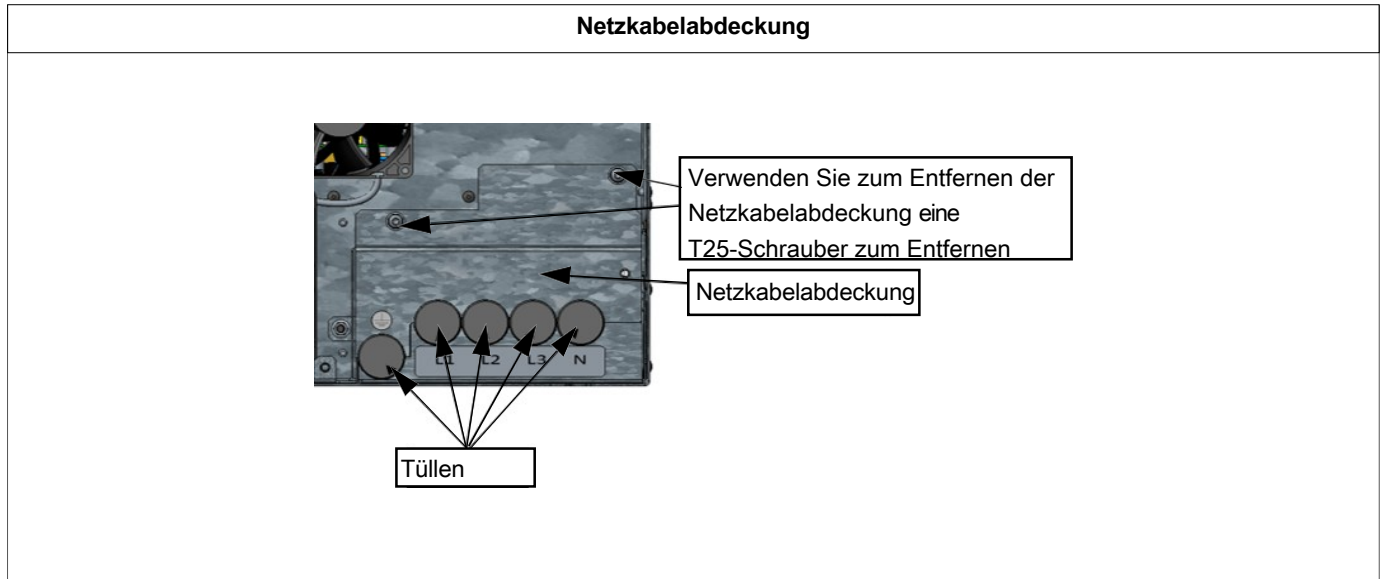 Netzkabelabdeckung
Verwenden Sie zum Entfernen der
Netzkabelabdeckung eine
T25-Schrauber zum Entfernen
Netzkabelabdeckung
L1 L2 L3 N
Tüllen